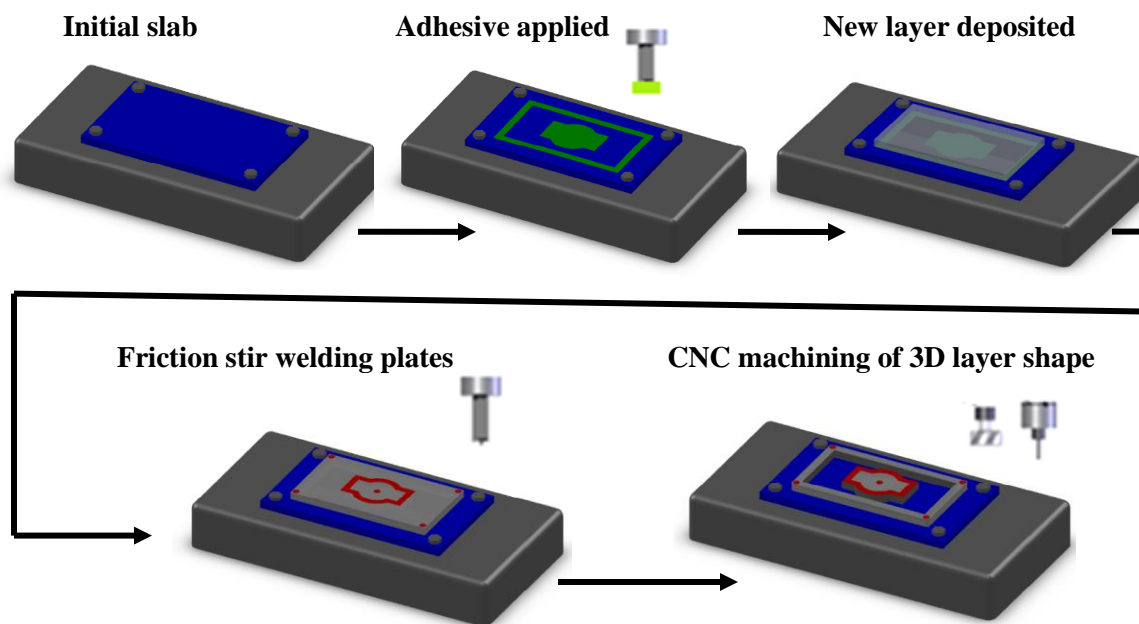 Initial slab
Adhesive applied
New layer deposited
Friction stir welding plates
CNC machining of 3D layer shape